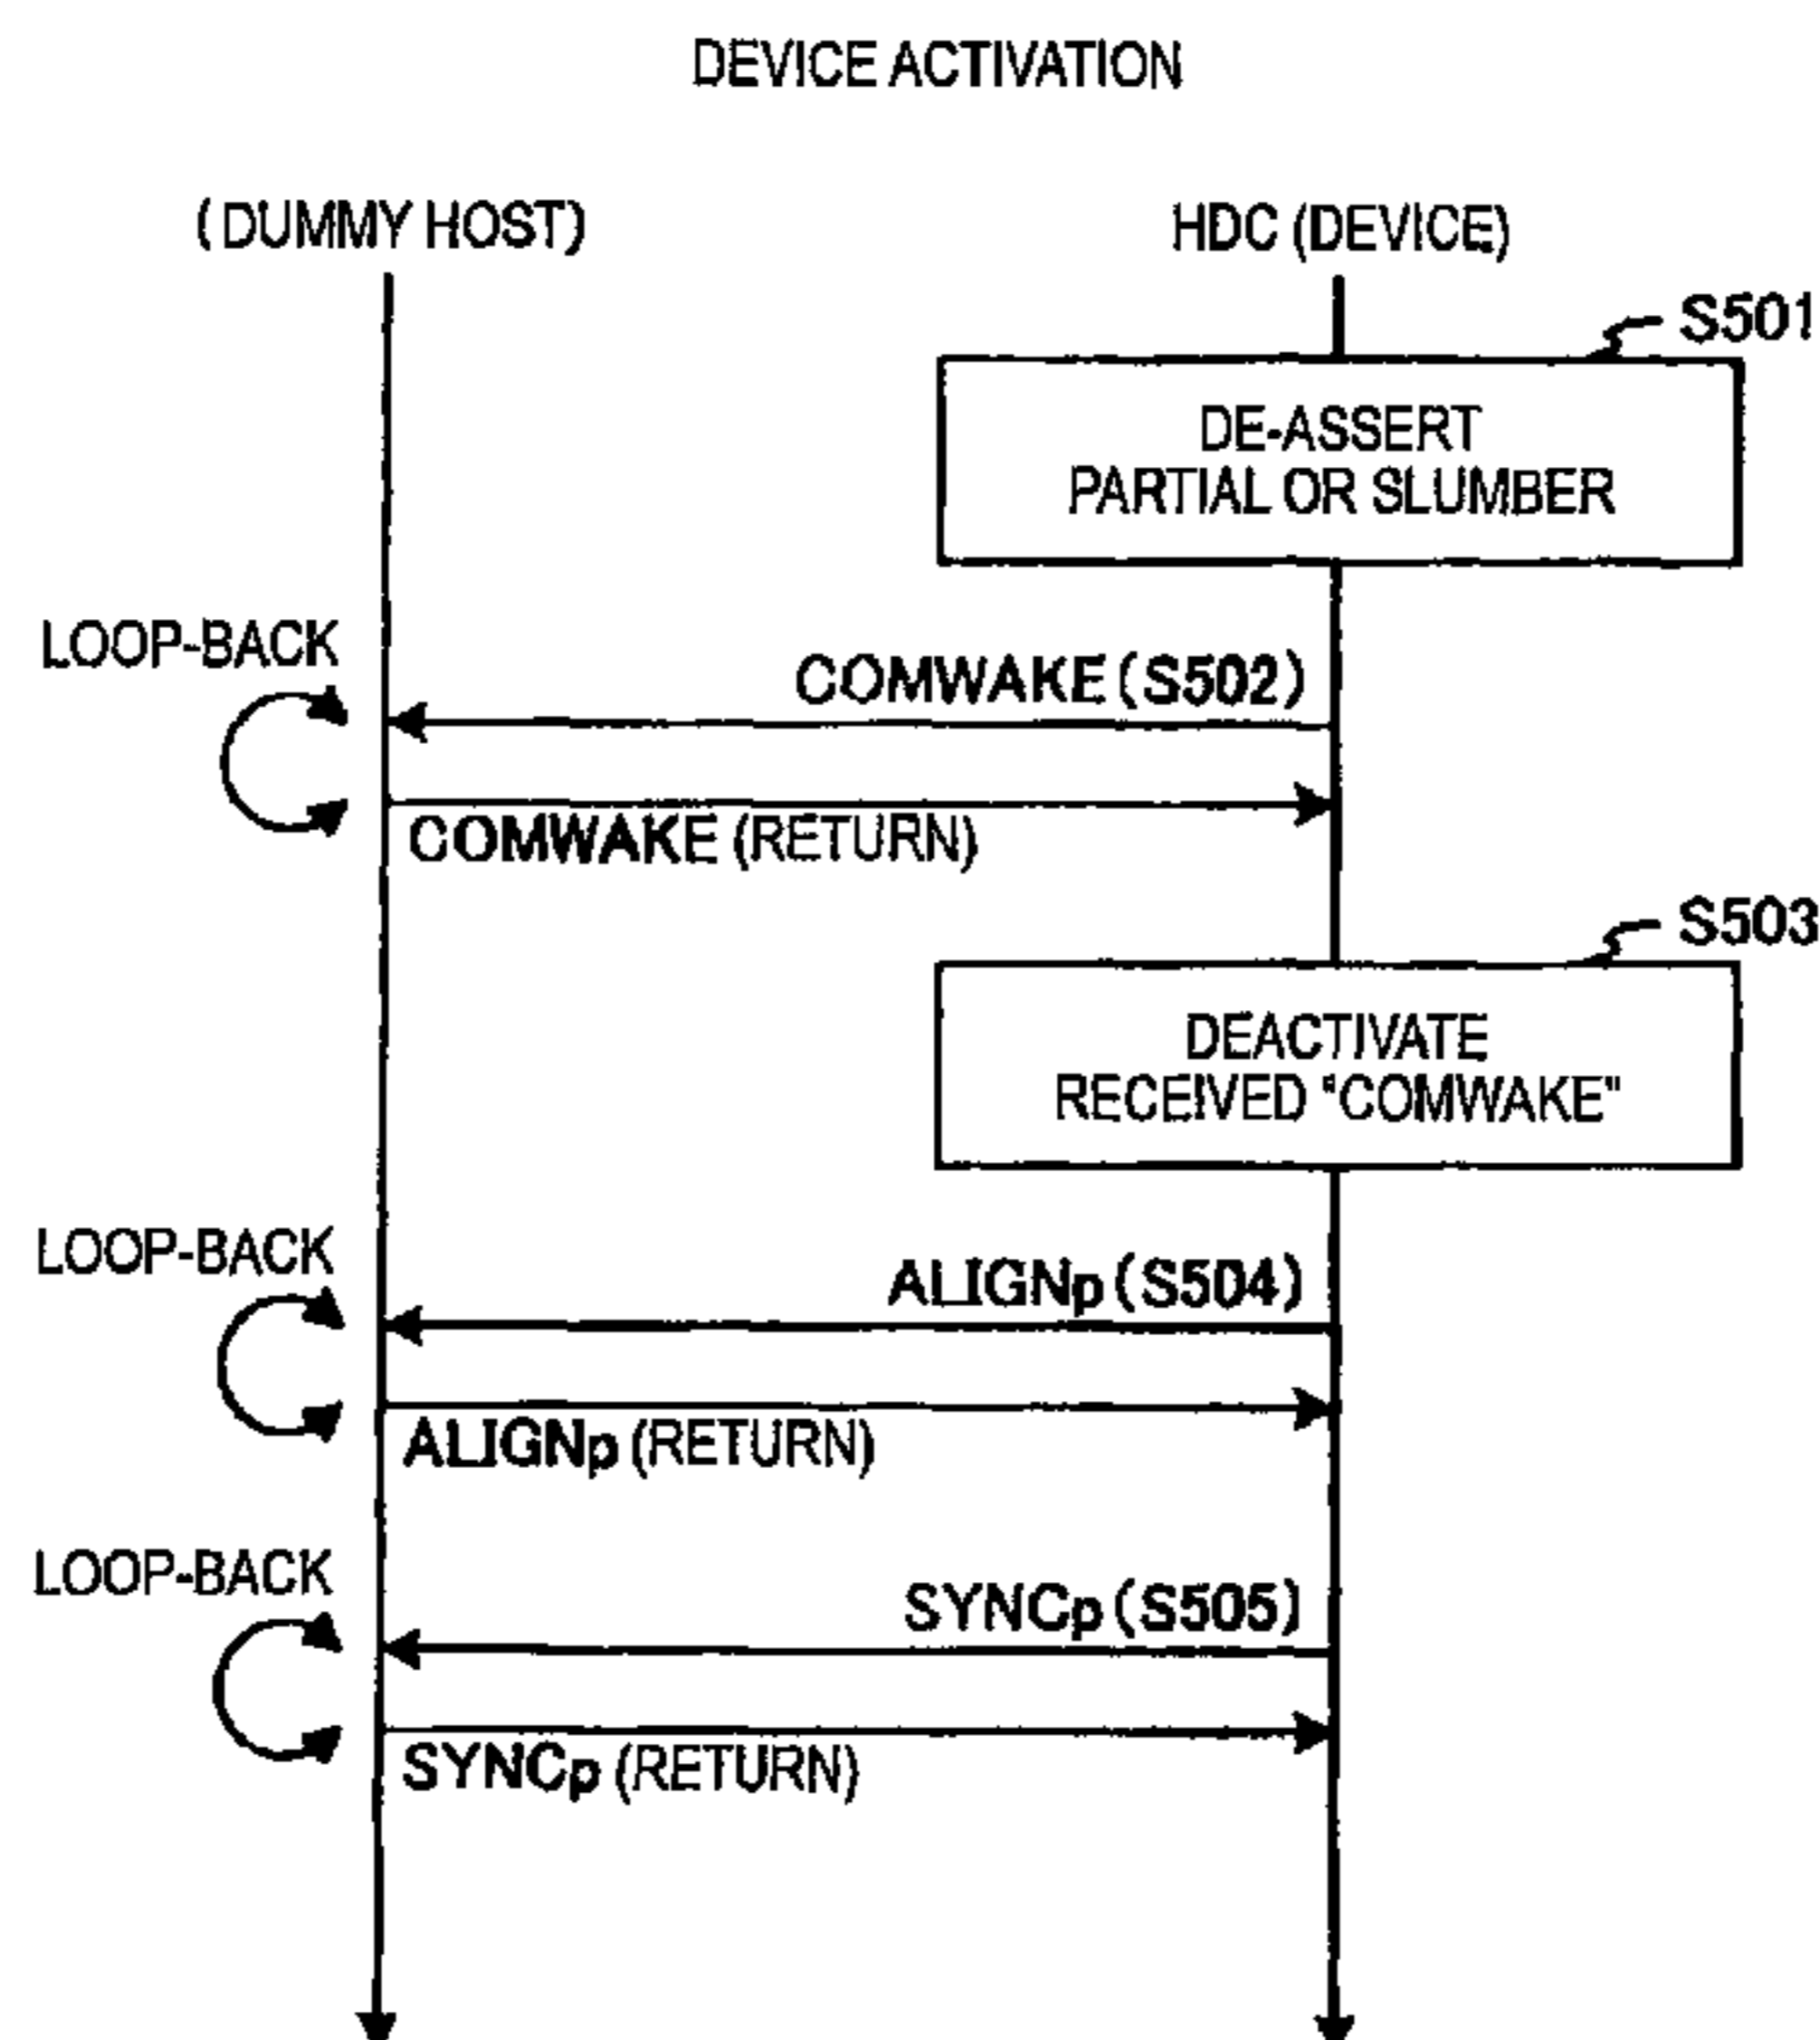 DEVICE ACTIVATION
(DUMMY HOST)
HDC (DEVICE)
S501
DE-ASSERT
PARTIAL OR SLUMBER
LOOP-BACK
COMWAKE (S502)
COMWAKE (RETURN)
S503
DEACTIVATE
RECEIVED "COMWAKE"
LOOP-BACK
ALIGNp (S504)
ALIGNp (RETURN)
LOOP-BACK
SYNCp (S505)
SYNCp (RETURN)